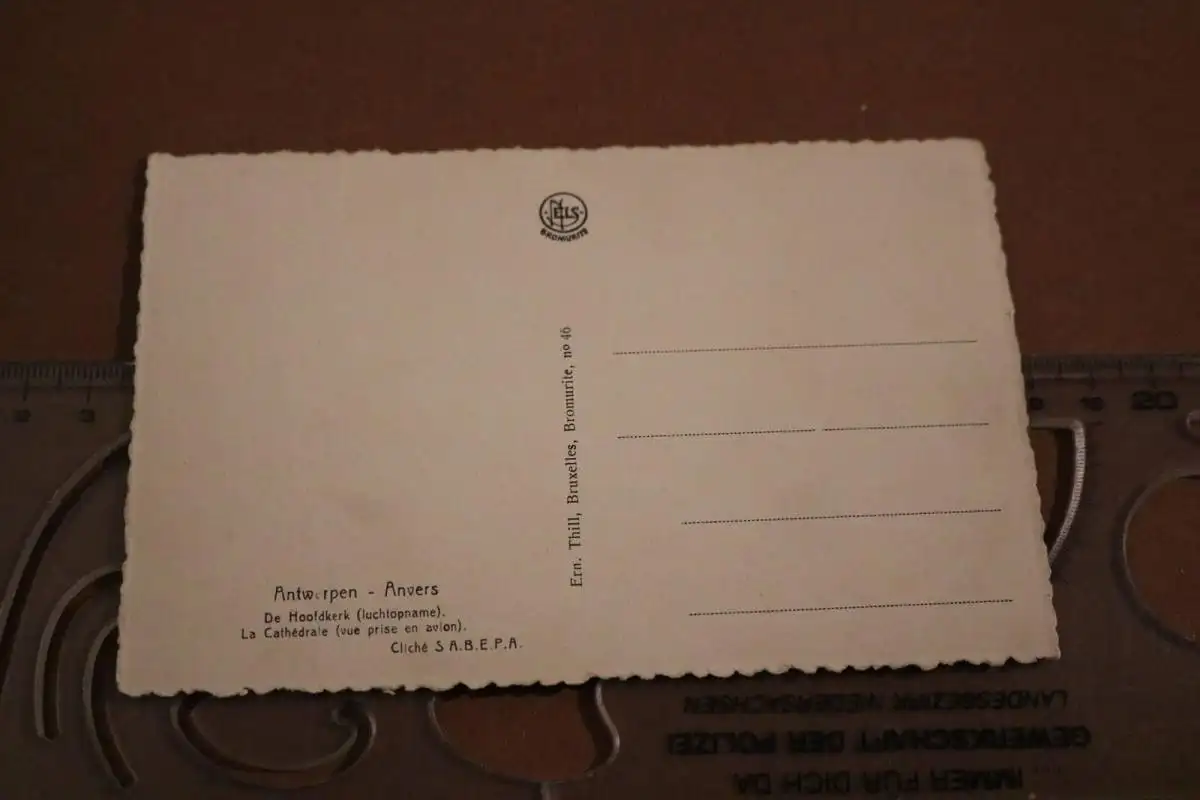 NELS
BROMURITE
Ern. Thill, Bruxelles, Bromurite, nº 46
Antwerpen - Anvers
De Hoofdkerk (luchtopname).
La Cathédrale (vue prise en avion).
Cliché S.A.B.E.P.A.
20
LANDESBEZIRK NIEDERSACHSEN
GEWERKSCHAFT DER POLIZEI
... IMMER FÜR DICH DA